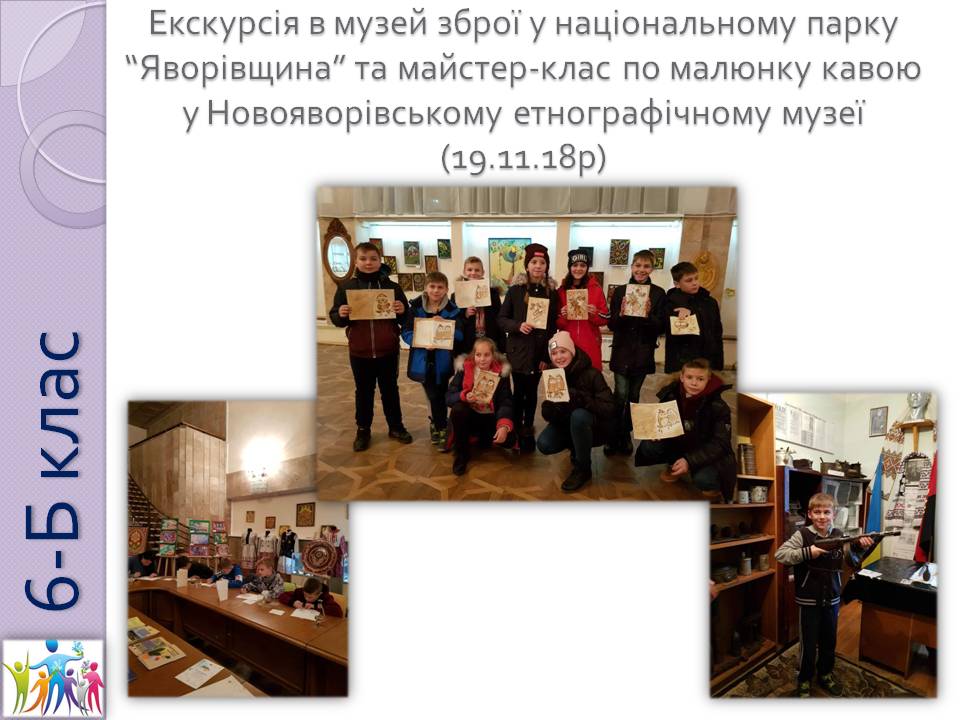 Екскурсія в музей зброї у національному парку
“Яворівщина” та майстер-клас по малюнку кавою
у Новояворівському етнографічному музеї
(19.11.18р)
6-Б клас